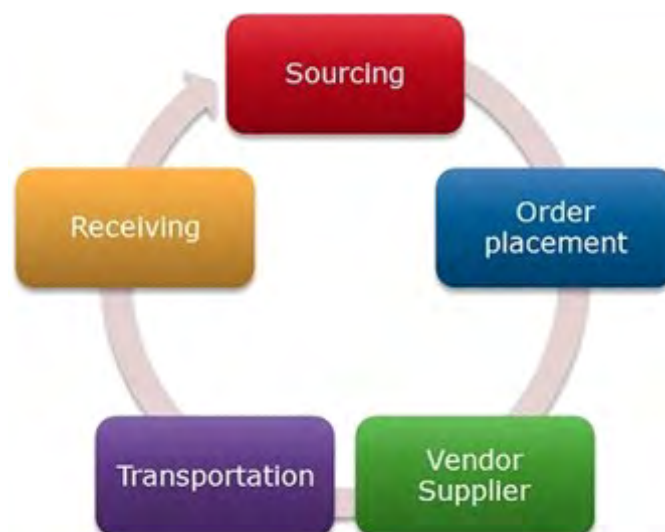 Sourcing
Order
placement
Vendor
Supplier
Transportation
Receiving